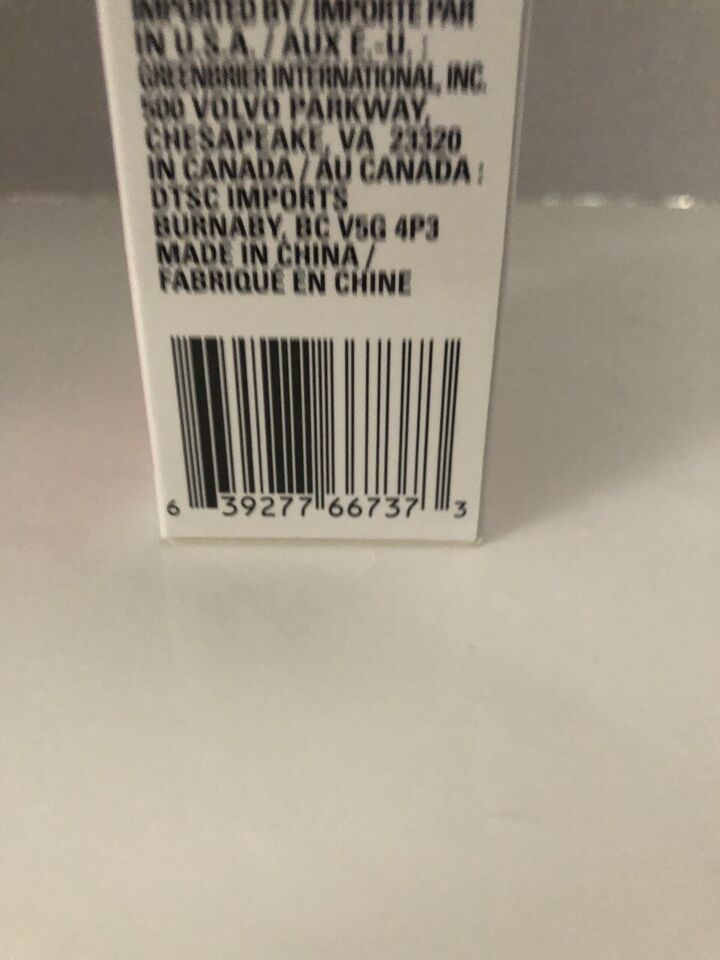 IMPORTED BY / IMPORTÉ PAR
IN U.S.A. / AUX É.-U. :
GREENBRIER INTERNATIONAL, INC.
500 VOLVO PARKWAY,
CHESAPEAKE, VA 23320
IN CANADA / AU CANADA :
DTSC IMPORTS
BURNABY, BC V5G 4P3
MADE IN CHINA /
FABRIQUÉ EN CHINE
6 39277 66737 3